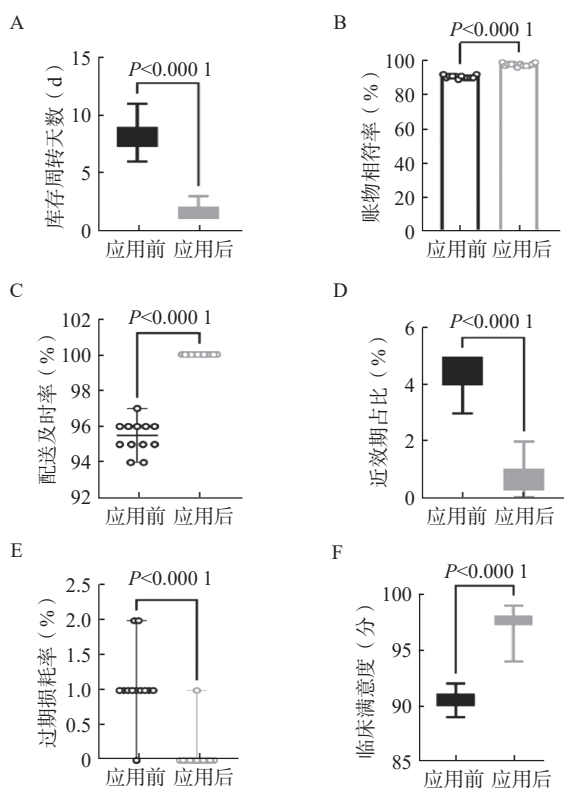 A
P<0.000 1
库存周转天数（d）
15
10
5
0
应用前 应用后
B
P<0.000 1
账物相符率（%）
100
80
60
40
20
0
应用前 应用后
C
P<0.000 1
配送及时率（%）
102
100
98
96
94
92
应用前 应用后
D
P<0.000 1
近效期占比（%）
6
4
2
0
应用前 应用后
E
P<0.000 1
过期损耗率（%）
2.5
2.0
1.5
1.0
0.5
0
应用前 应用后
F
P<0.000 1
临床满意度（分）
100
95
90
85
应用前 应用后